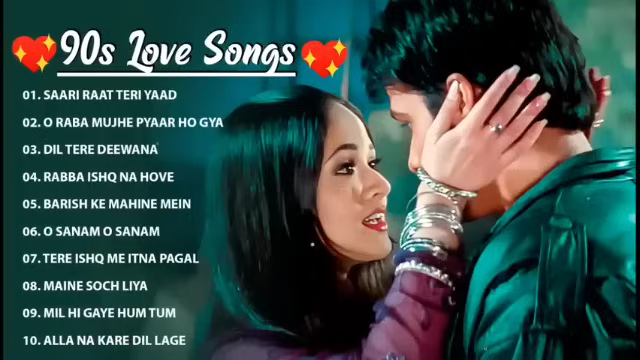 90s Love Songs
01. SAARI RAAT TERI YAAD
02. O RABA MUJHE PYAAR HO GYA
03. DIL TERE DEEWANA
04. RABBA ISHQ NA HOVE
05. BARISH KE MAHINE MEIN
06. O SANAM O SANAM
07. TERE ISHQ ME ITNA PAGAL
08. MAINE SOCH LIYA
09. MIL HI GAYE HUM TUM
10. ALLA NA KARE DIL LAGE